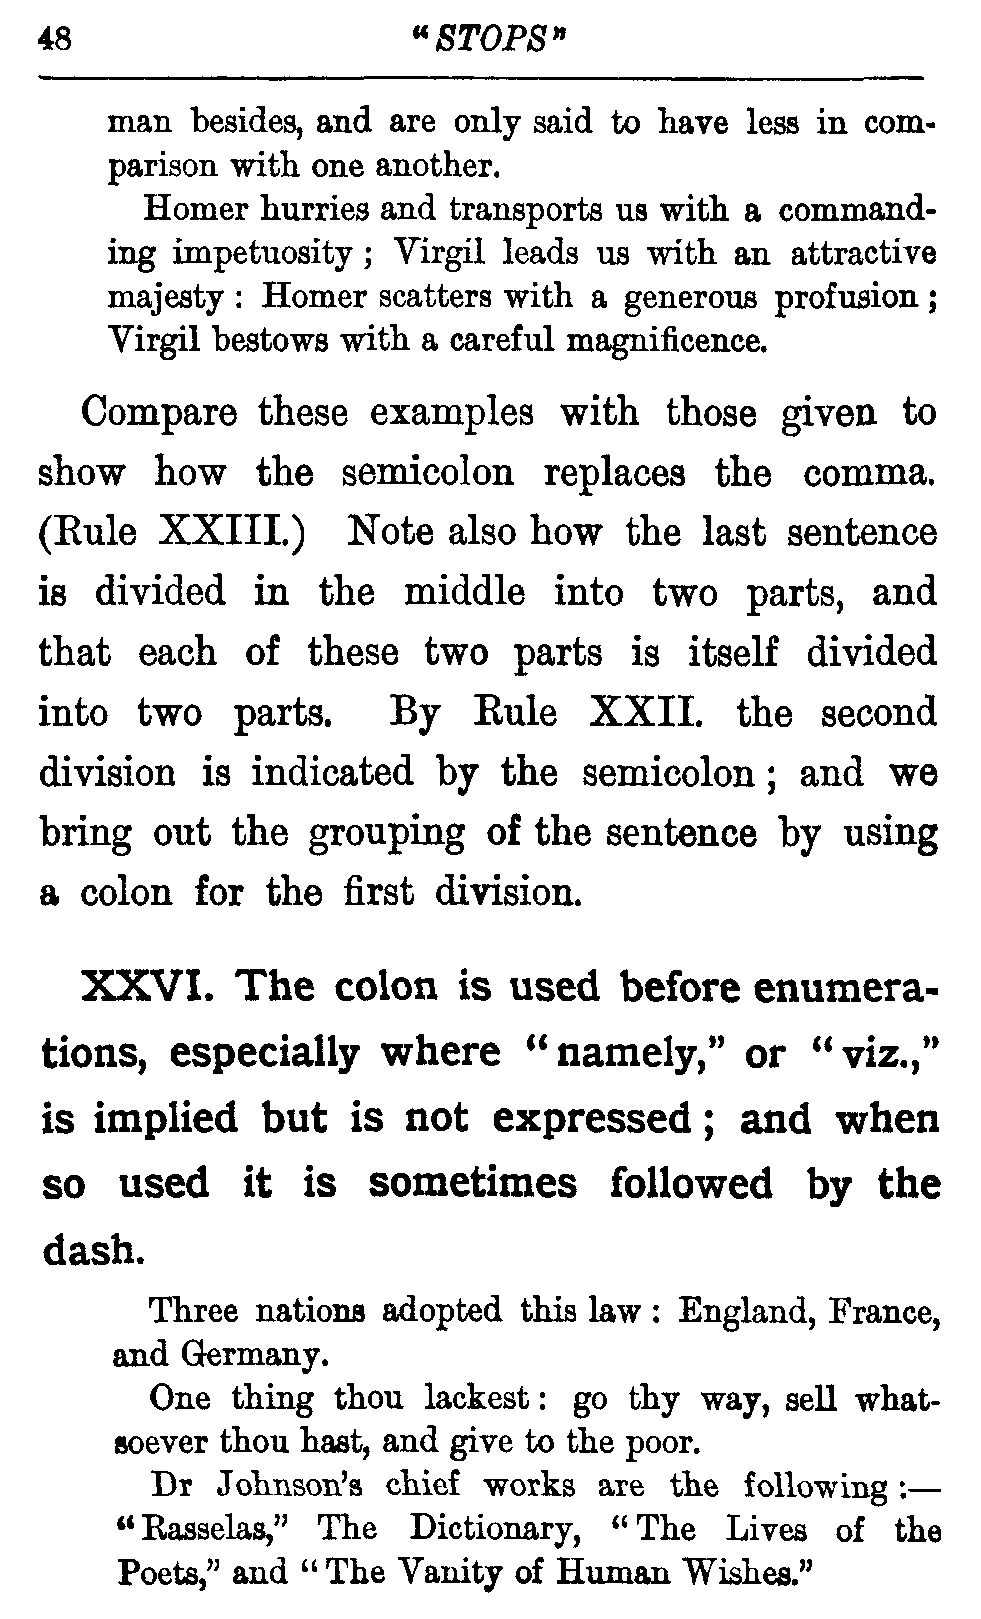 48 "STOPS"
man besides, and are only said to have less in com-
parison with one another.
Homer hurries and transports us with a command-
ing impetuosity ; Virgil leads us with an attractive
majesty : Homer scatters with a generous profusion ;
Virgil bestows with a careful magnificence.
Compare these examples with those given to
show how the semicolon replaces the comma.
(Rule XXIII.) Note also how the last sentence
is divided in the middle into two parts, and
that each of these two parts is itself divided
into two parts. By Rule XXII. the second
division is indicated by the semicolon ; and we
bring out the grouping of the sentence by using
a colon for the first division.
XXVI. The colon is used before enumera-
tions, especially where "namely," or "viz.,"
is implied but is not expressed ; and when
so used it is sometimes followed by the
dash.
Three nations adopted this law : England, France,
and Germany.
One thing thou lackest : go thy way, sell what-
soever thou hast, and give to the poor.
Dr Johnson's chief works are the following :—
"Rasselas," The Dictionary, "The Lives of the
Poets," and "The Vanity of Human Wishes."